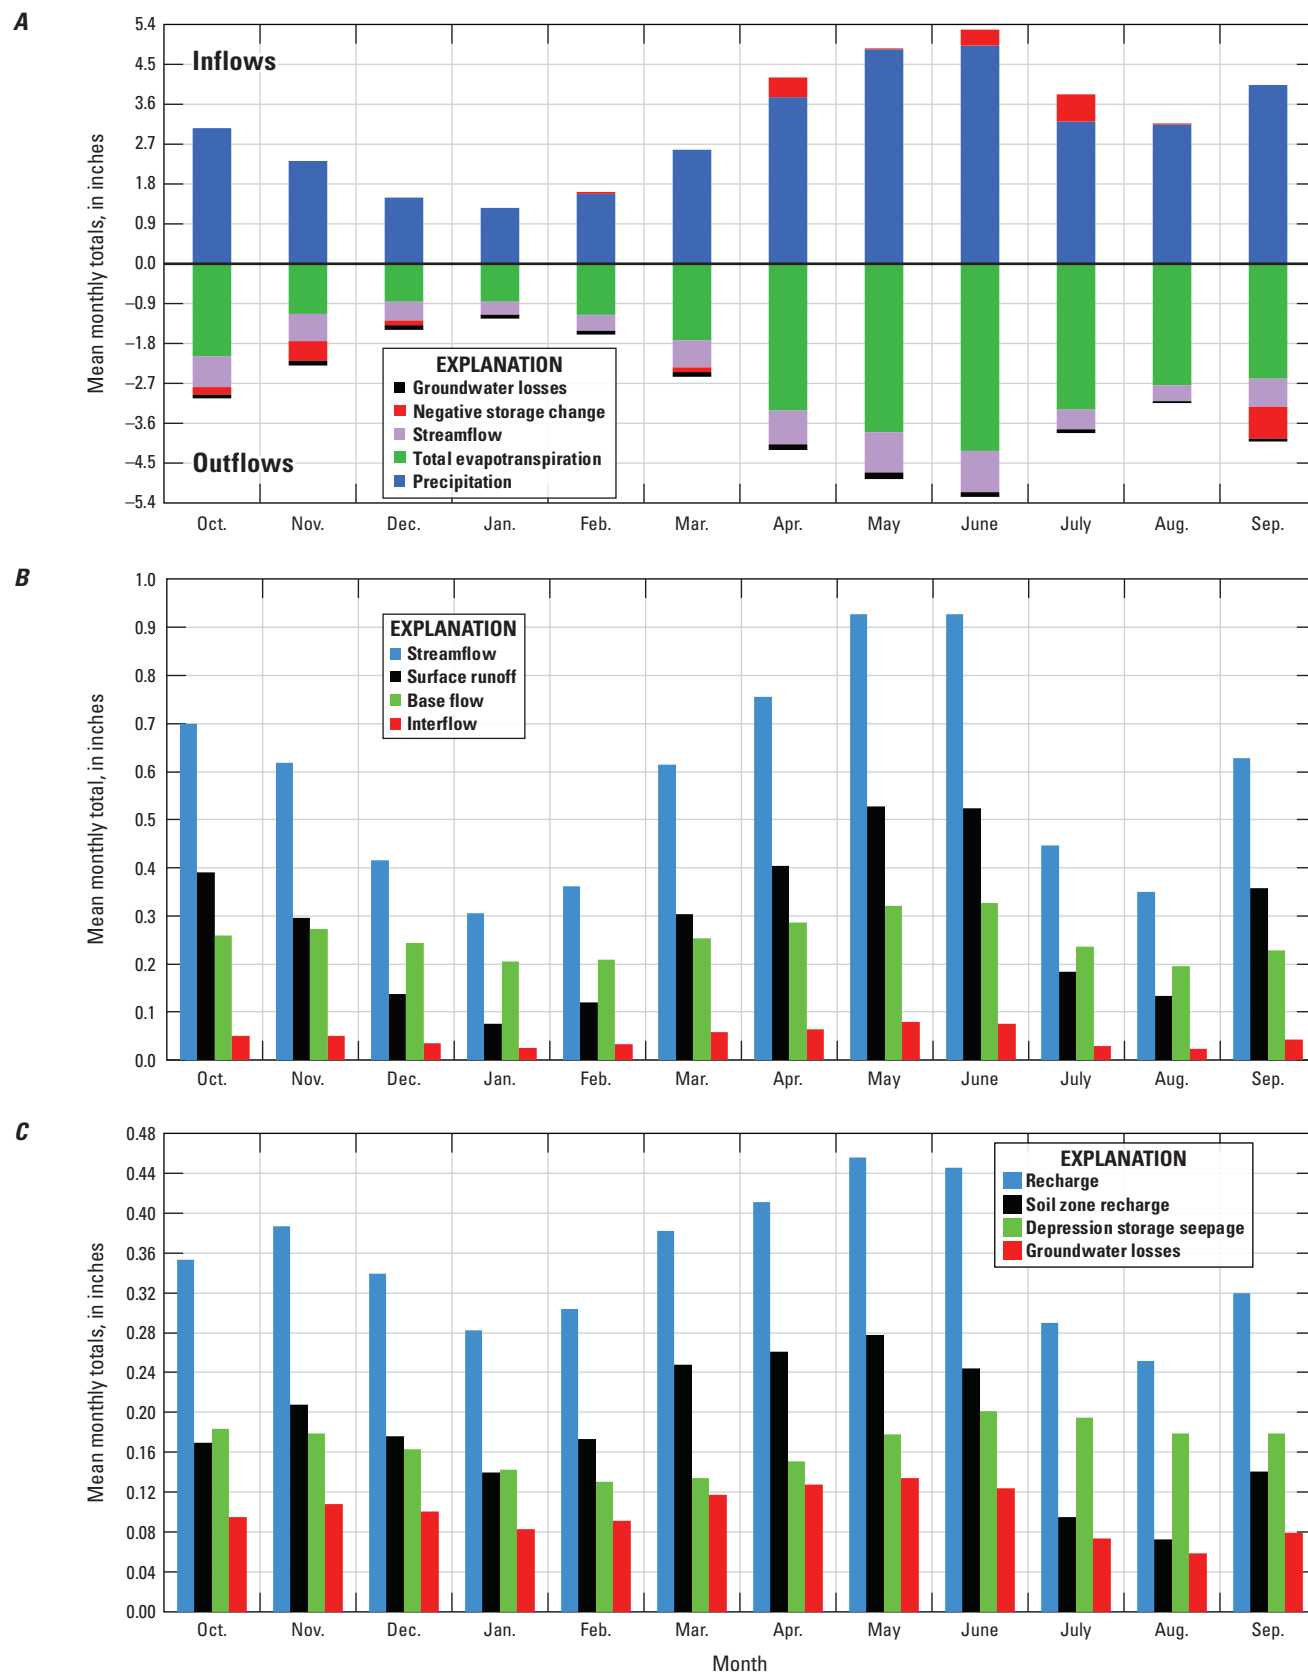 A
Mean monthly totals, in inches
5.4
4.5
3.6
2.7
1.8
0.9
0.0
–0.9
–1.8
–2.7
–3.6
–4.5
–5.4
Inflows
Outflows
EXPLANATION
Groundwater losses
Negative storage change
Streamflow
Total evapotranspiration
Precipitation
Oct. Nov. Dec. Jan. Feb. Mar. Apr. May June July Aug. Sep.
B
Mean monthly total, in inches
1.0
0.9
0.8
0.7
0.6
0.5
0.4
0.3
0.2
0.1
0.0
EXPLANATION
Streamflow
Surface runoff
Base flow
Interflow
Oct. Nov. Dec. Jan. Feb. Mar. Apr. May June July Aug. Sep.
C
Mean monthly totals, in inches
0.48
0.44
0.40
0.36
0.32
0.28
0.24
0.20
0.16
0.12
0.08
0.04
0.00
EXPLANATION
Recharge
Soil zone recharge
Depression storage seepage
Groundwater losses
Oct. Nov. Dec. Jan. Feb. Mar. Apr. May June July Aug. Sep.
Month